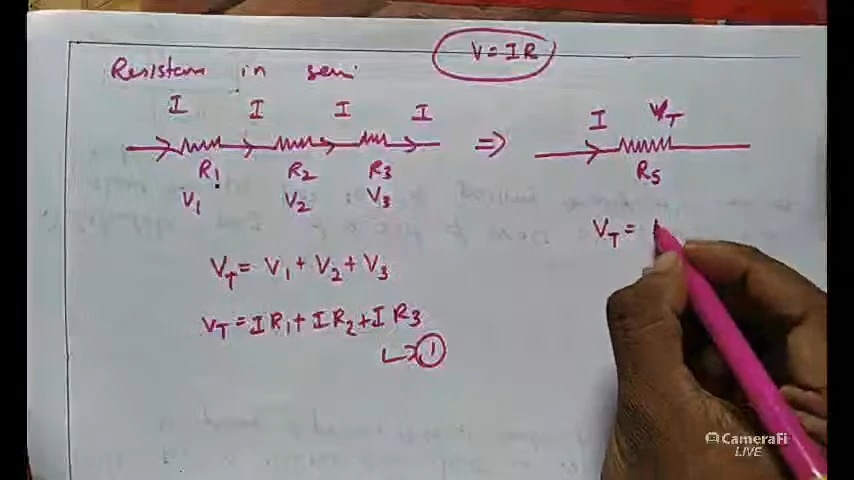 V = IR
Resistans in seri
I I I I
R1 R2 R3
V1 V2 V3
⇒
I VT
RS
VT =
VT = V1 + V2 + V3
VT = IR1 + IR2 + IR3
↳ ①
CameraFi
LIVE